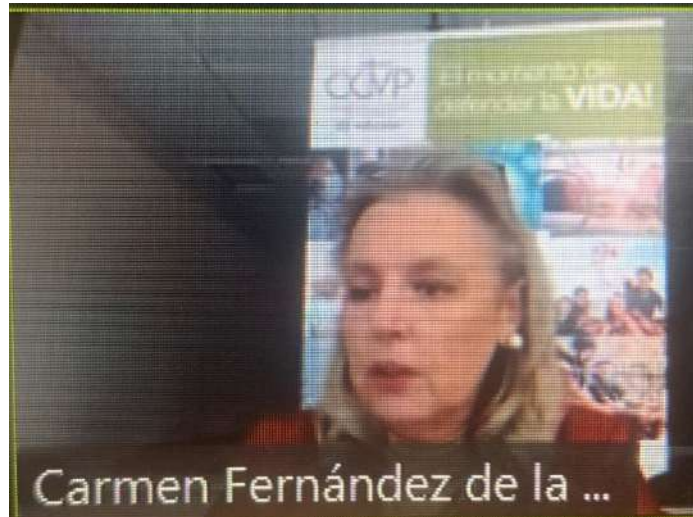 CCVP
El momento de
defender la VIDA!
Carmen Fernández de la ...